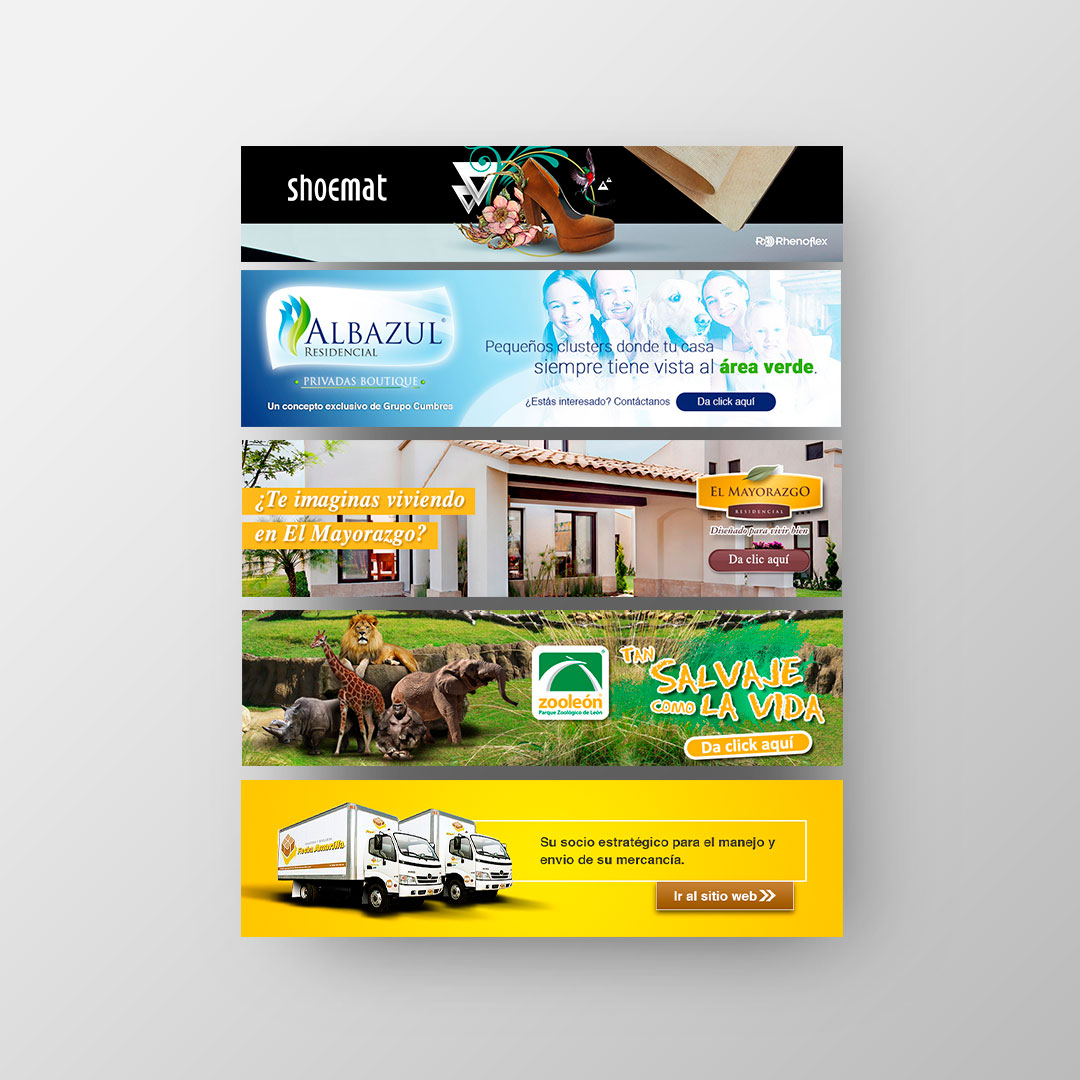 shoemat
Rhenoflex
ALBAZUL®
RESIDENCIAL
• PRIVADAS BOUTIQUE •
Un concepto exclusivo de Grupo Cumbres
Pequeños clusters donde tu casa
siempre tiene vista al área verde.
¿Estás interesado? Contáctanos Da click aquí
¿Te imaginas viviendo
en El Mayorazgo?
EL MAYORAZGO
RESIDENCIAL
Diseñado para vivir bien
Da clic aquí
zooleón
Parque Zoológico de León
TAN
SALVAJE
COMO LA VIDA
Da click aquí
Flecha Amarilla
Su socio estratégico para el manejo y
envio de su mercancía.
Ir al sitio web